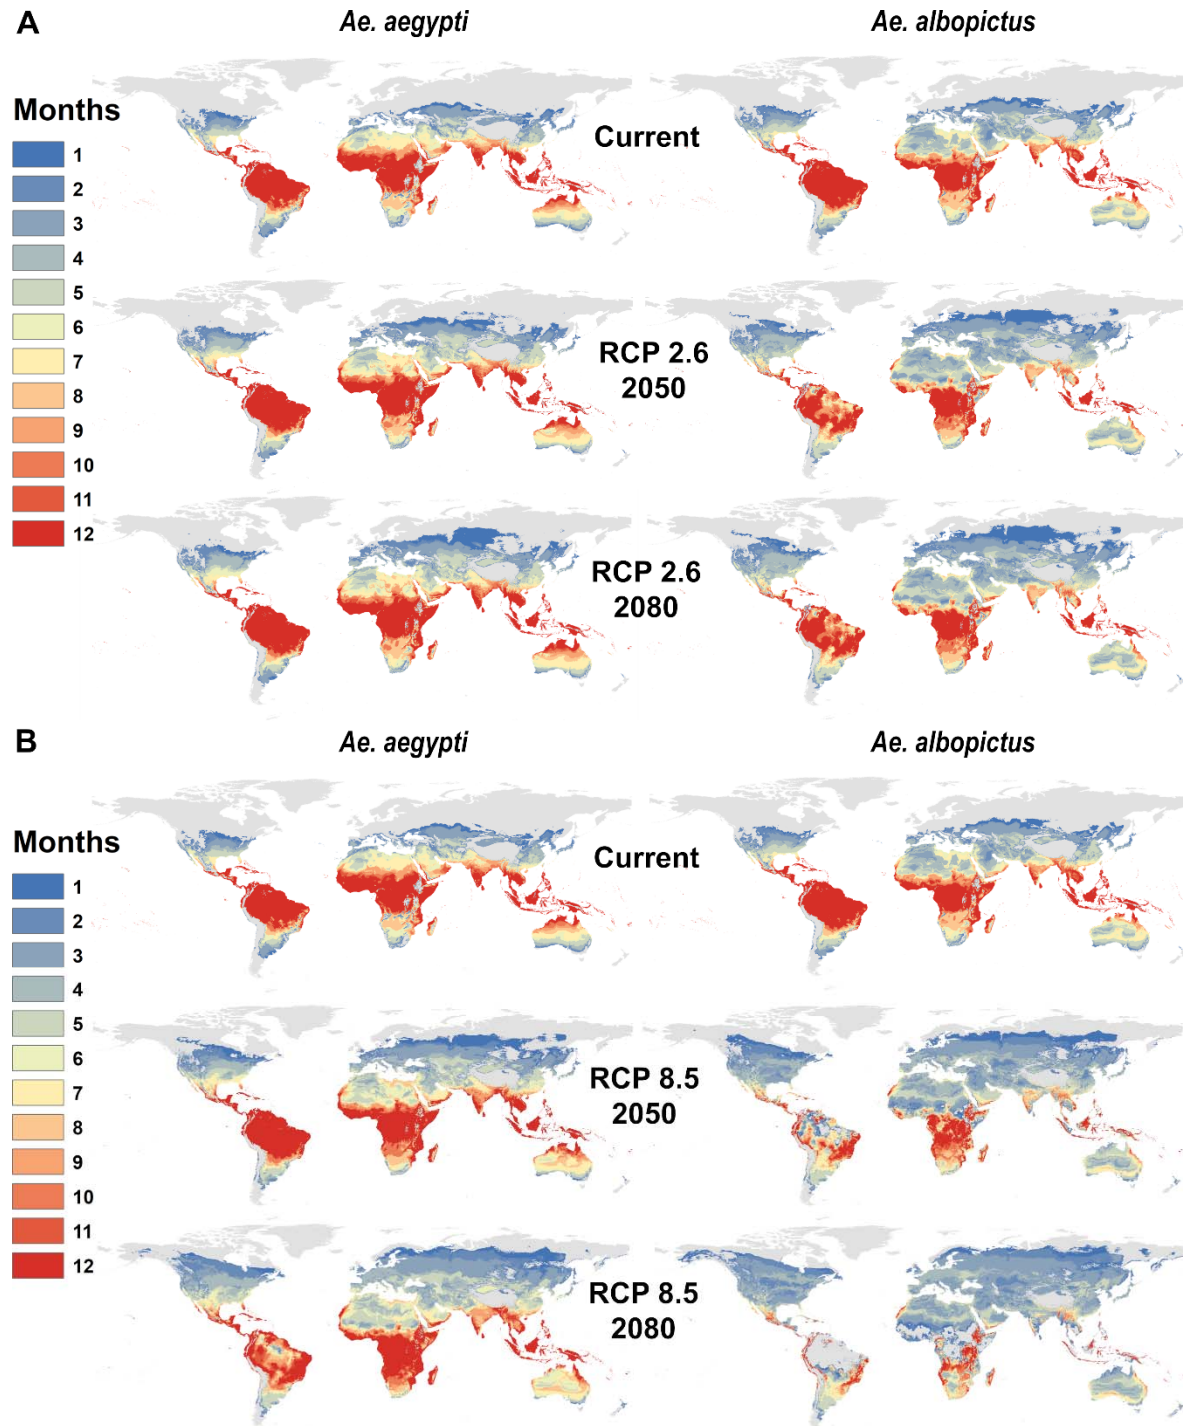 A
Ae. aegypti
Ae. albopictus
Months
1
2
3
4
5
6
7
8
9
10
11
12
Current
RCP 2.6
2050
RCP 2.6
2080
B
Ae. aegypti
Ae. albopictus
Months
1
2
3
4
5
6
7
8
9
10
11
12
Current
RCP 8.5
2050
RCP 8.5
2080